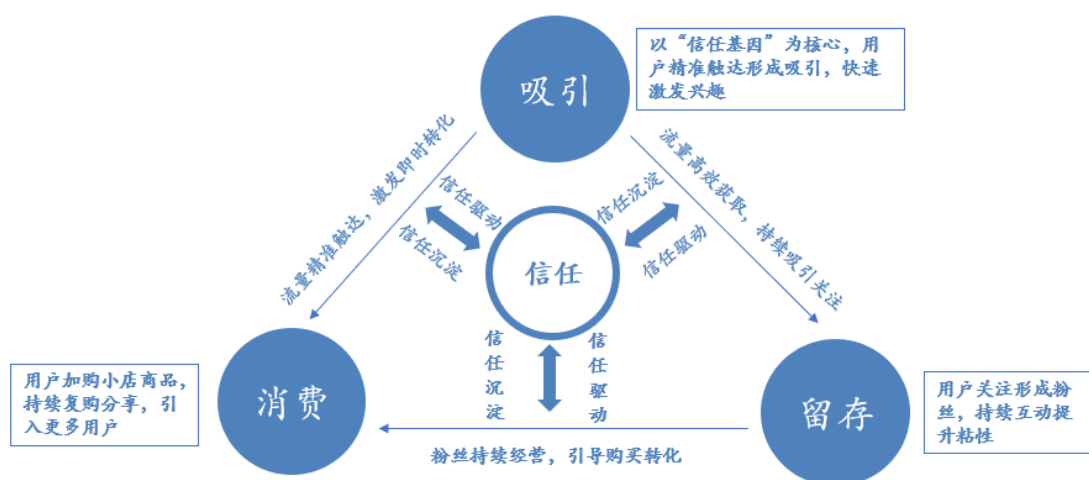 吸引
以“信任基因”为核心，用
户精准触达形成吸引，快速
激发兴趣
流量精准触达，激发即时转化
信任驱动
信任沉淀
流量高效获取，持续吸引关注
信任沉淀
信任驱动
信任
信任沉淀
信任驱动
消费
用户加购小店商品，
持续复购分享，引
入更多用户
留存
用户关注形成粉
丝，持续互动提
升粘性
粉丝持续经营，引导购买转化